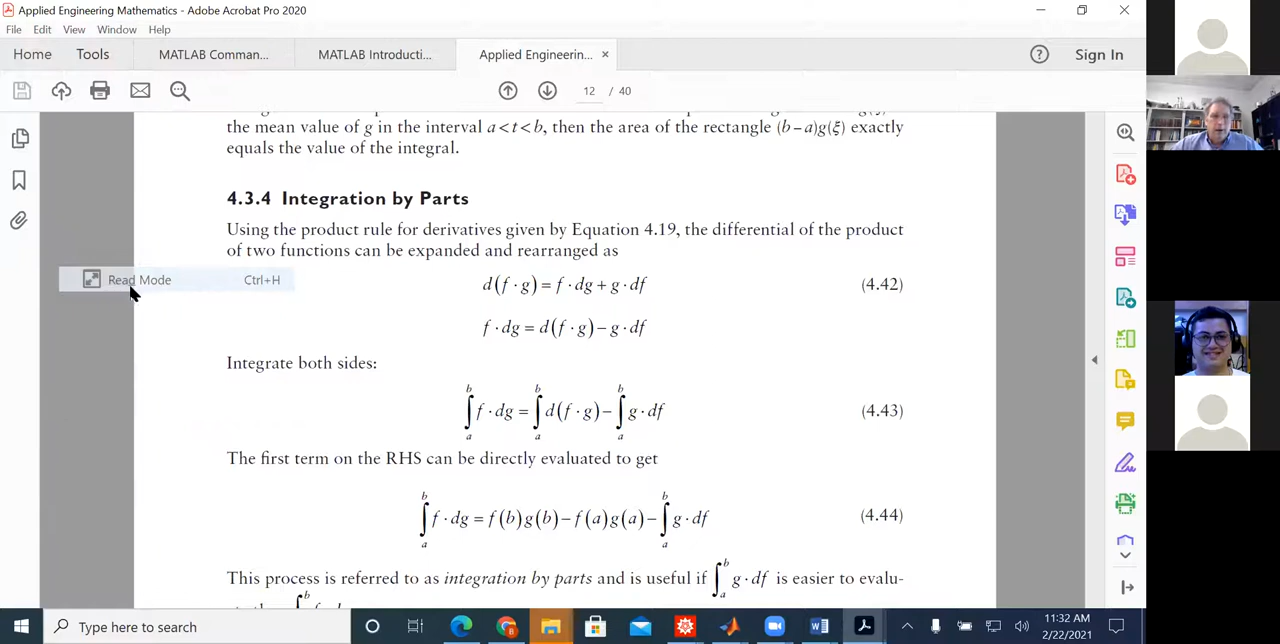 Applied Engineering Mathematics - Adobe Acrobat Pro 2020
File Edit View Window Help
Home Tools MATLAB Comman... MATLAB Introducti... Applied Engineerin... × ? Sign In
12 / 40
the mean value of g in the interval a<t<b, then the area of the rectangle (b−a)g(ξ) exactly
equals the value of the integral.
4.3.4 Integration by Parts
Using the product rule for derivatives given by Equation 4.19, the differential of the product
of two functions can be expanded and rearranged as
Read Mode Ctrl+H
d(f·g)=f·dg+g·df (4.42)
f·dg=d(f·g)−g·df
Integrate both sides:
∫_a^b f·dg=∫_a^b d(f·g)−∫_a^b g·df (4.43)
The first term on the RHS can be directly evaluated to get
∫_a^b f·dg=f(b)g(b)−f(a)g(a)−∫_a^b g·df (4.44)
This process is referred to as integration by parts and is useful if ∫_a^b g·df is easier to evalu-
Type here to search
11:32 AM
2/22/2021